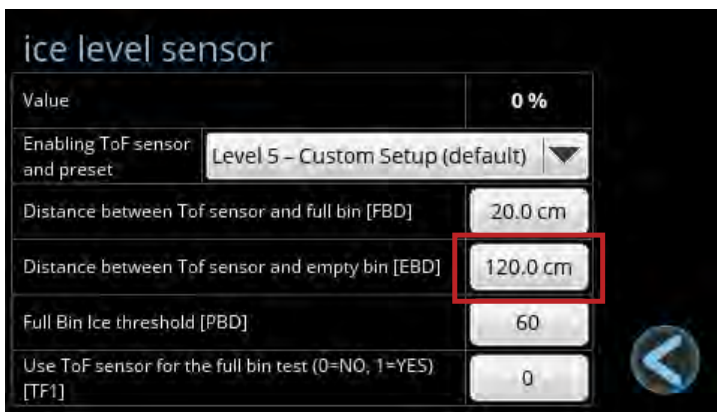 ice level sensor
Value 0 %
Enabling ToF sensor
and preset
Level 5 – Custom Setup (default)
Distance between Tof sensor and full bin [FBD] 20.0 cm
Distance between Tof sensor and empty bin [EBD] 120.0 cm
Full Bin Ice threshold [PBD] 60
Use ToF sensor for the full bin test (0=NO, 1=YES)
[TF1]
0